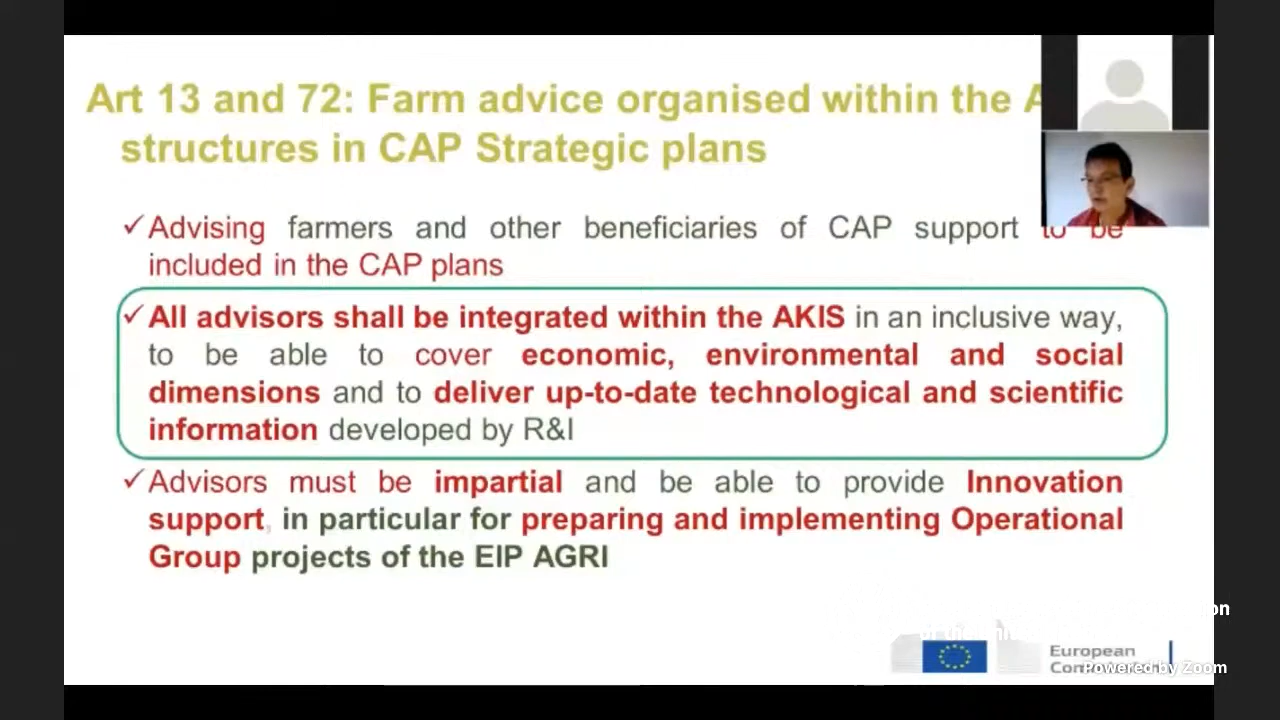 Art 13 and 72: Farm advice organised within the A
structures in CAP Strategic plans
✓Advising farmers and other beneficiaries of CAP support to be
included in the CAP plans
✓All advisors shall be integrated within the AKIS in an inclusive way,
to be able to cover economic, environmental and social
dimensions and to deliver up-to-date technological and scientific
information developed by R&I
✓Advisors must be impartial and be able to provide Innovation
support, in particular for preparing and implementing Operational
Group projects of the EIP AGRI
European
Powered by Zoom